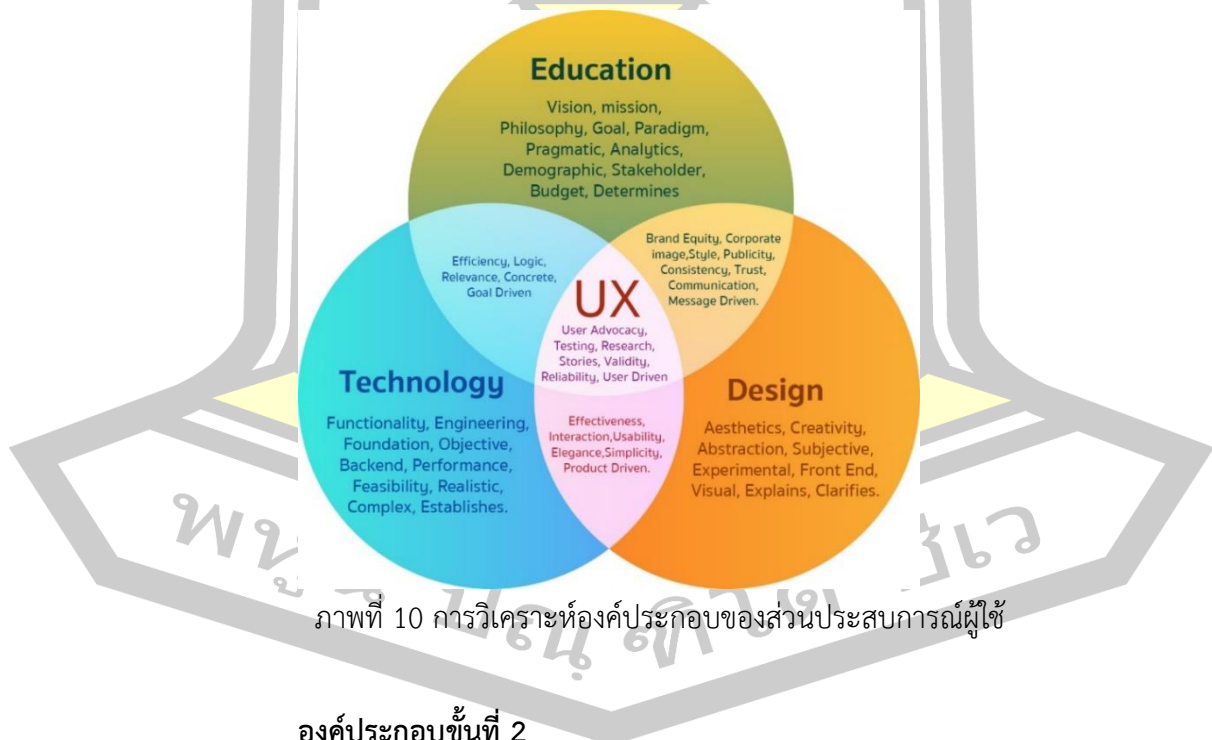 Education
Vision, mission,
Philosophy, Goal, Paradigm,
Pragmatic, Analytics,
Demographic, Stakeholder,
Budget, Determines
Efficiency, Logic,
Relevance, Concrete,
Goal Driven
Brand Equity, Corporate
image,Style, Publicity,
Consistency, Trust,
Communication,
Message Driven.
UX
User Advocacy,
Testing, Research,
Stories, Validity,
Reliability, User Driven
Technology
Functionality, Engineering,
Foundation, Objective,
Backend, Performance,
Feasibility, Realistic,
Complex, Establishes.
Effectiveness,
Interaction,Usability,
Elegance,Simplicity,
Product Driven.
Design
Aesthetics, Creativity,
Abstraction, Subjective,
Experimental, Front End,
Visual, Explains, Clarifies.
ภาพที่ 10 การวิเคราะห์องค์ประกอบของส่วนประสบการณ์ผู้ใช้
องค์ประกอบขั้นที่ 2